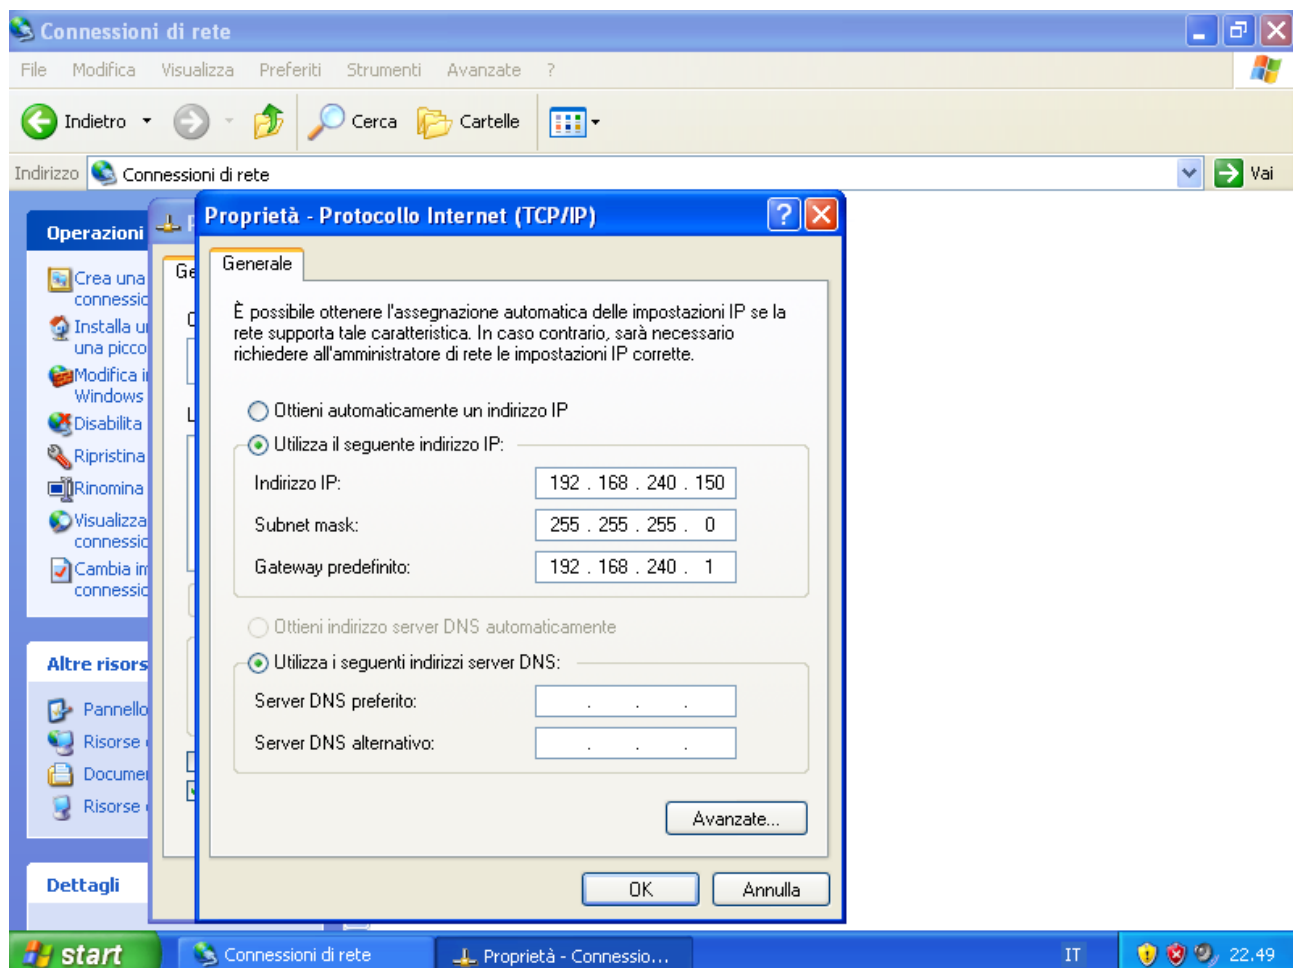 Connessioni di rete
File Modifica Visualizza Preferiti Strumenti Avanzate ?
Indietro Cerca Cartelle
Indirizzo Connessioni di rete Vai
Proprietà - Protocollo Internet (TCP/IP)
Generale
È possibile ottenere l'assegnazione automatica delle impostazioni IP se la
rete supporta tale caratteristica. In caso contrario, sarà necessario
richiedere all'amministratore di rete le impostazioni IP corrette.
Ottieni automaticamente un indirizzo IP
Utilizza il seguente indirizzo IP:
Indirizzo IP: 192 . 168 . 240 . 150
Subnet mask: 255 . 255 . 255 . 0
Gateway predefinito: 192 . 168 . 240 . 1
Ottieni indirizzo server DNS automaticamente
Utilizza i seguenti indirizzi server DNS:
Server DNS preferito: . . .
Server DNS alternativo: . . .
Avanzate...
OK Annulla
Operazioni
Crea una
Installa
una picco
Modifica
Windows
Disabilita
Ripristina
Rinomina
Visualizza
Cambia
Altre risors
Pannello
Risorse
Documen
Risorse
Dettagli
start Connessioni di rete Proprietà - Connessio... IT 22.49